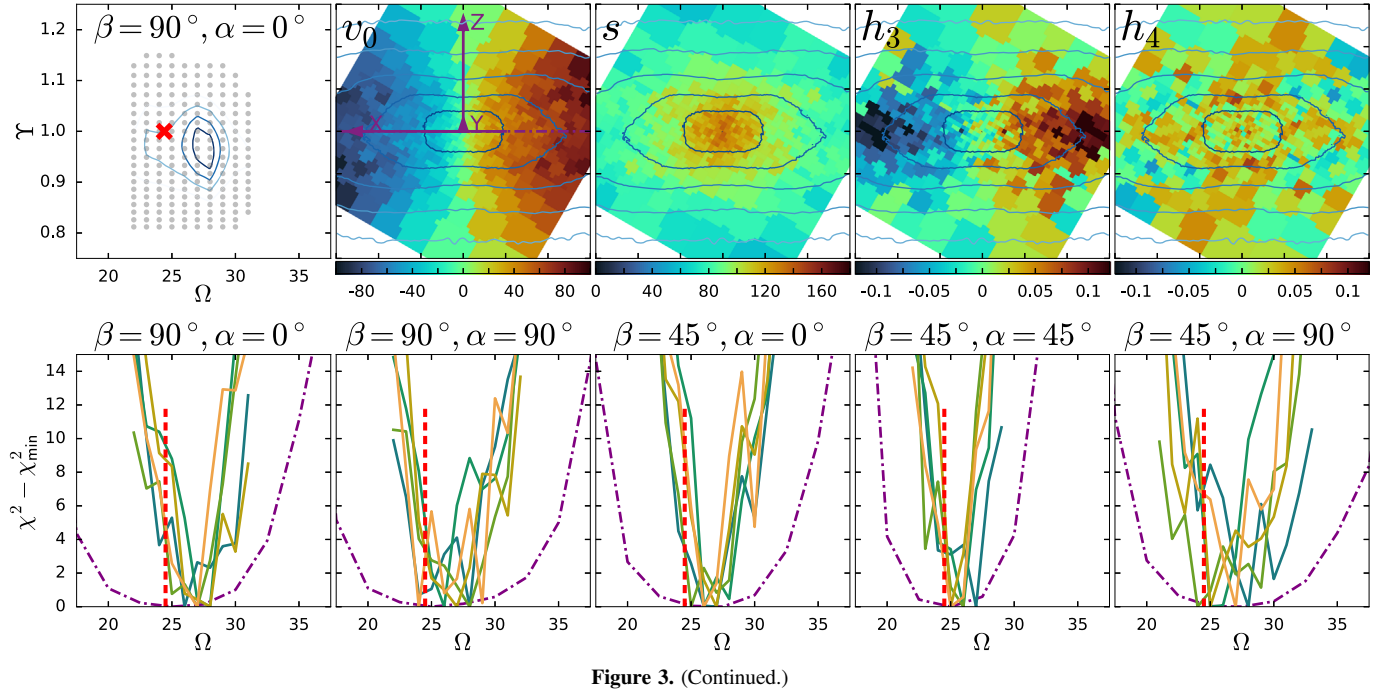 β = 90°, α = 0°
v₀
s
h₃
h₄
Z
X
Y
1.2
1.1
1.0
0.9
0.8
Υ
20 25 30 35
Ω
-80 -40 0 40 80
0 40 80 120 160
-0.1 -0.05 0 0.05 0.1
-0.1 -0.05 0 0.05 0.1
β = 90°, α = 0°
β = 90°, α = 90°
β = 45°, α = 0°
β = 45°, α = 45°
β = 45°, α = 90°
14
12
10
8
6
4
2
0
χ² − χ²min
20 25 30 35
20 25 30 35
20 25 30 35
20 25 30 35
20 25 30 35
Ω
Ω
Ω
Ω
Ω
Figure 3. (Continued.)